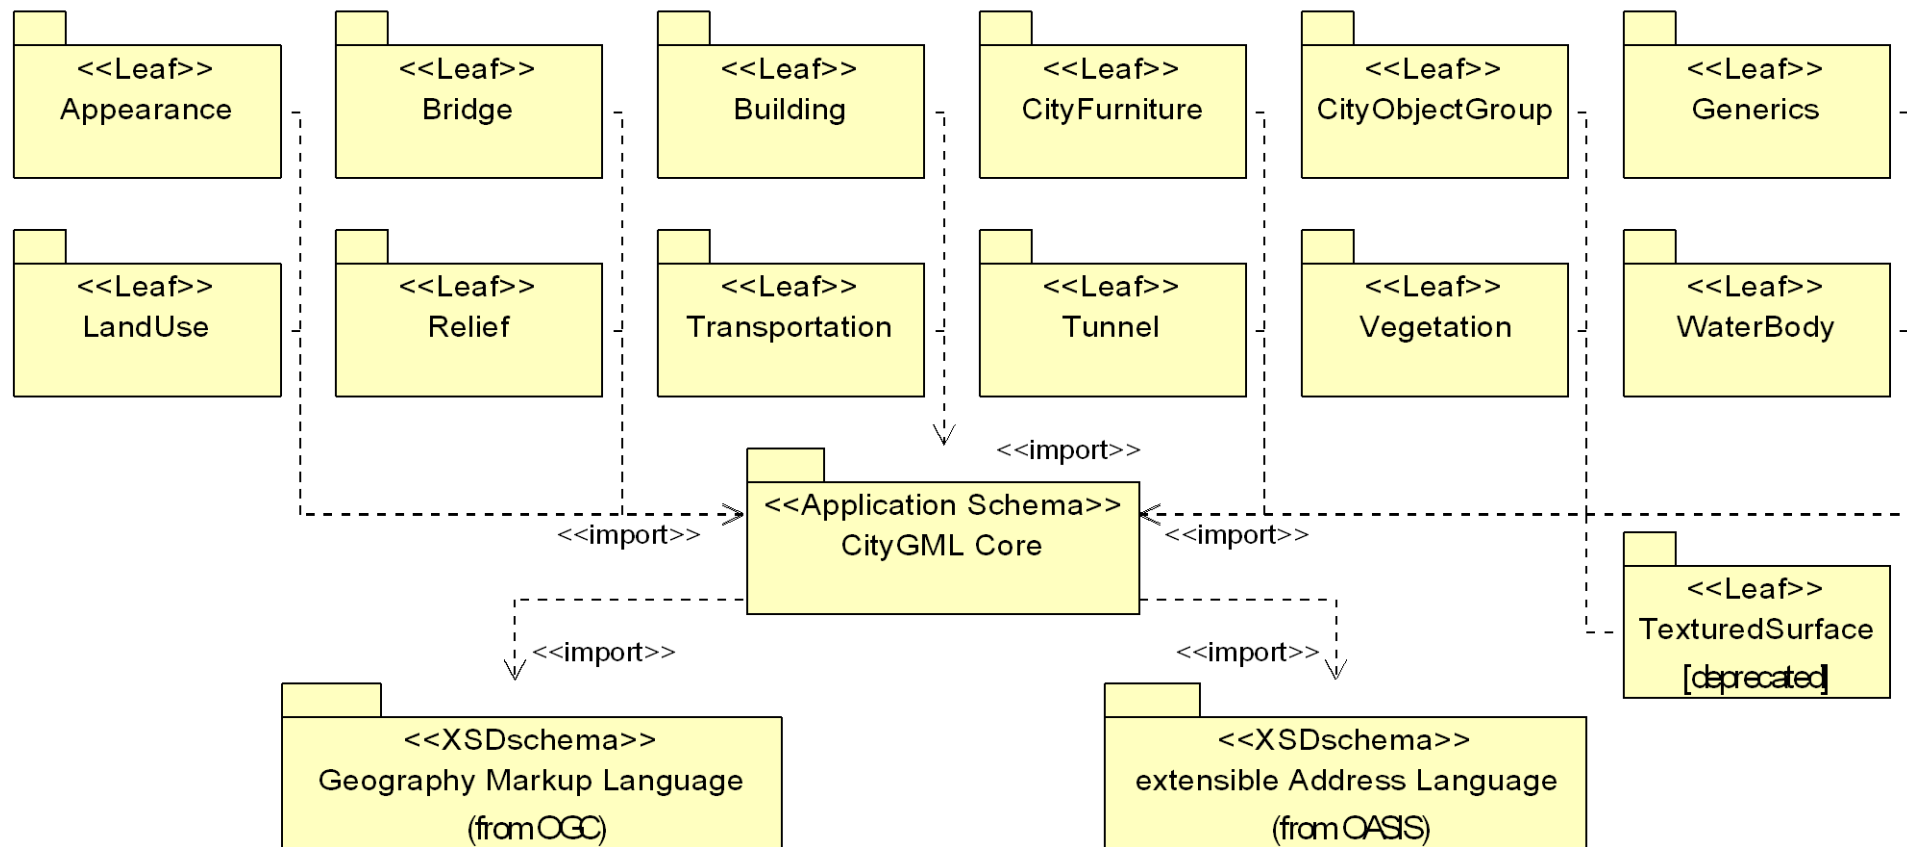 <<Leaf>>
Appearance
<<Leaf>>
Bridge
<<Leaf>>
Building
<<Leaf>>
CityFurniture
<<Leaf>>
CityObjectGroup
<<Leaf>>
Generics
<<Leaf>>
LandUse
<<Leaf>>
Relief
<<Leaf>>
Transportation
<<Leaf>>
Tunnel
<<Leaf>>
Vegetation
<<Leaf>>
WaterBody
<<import>>
<<Application Schema>>
CityGML Core
<<import>>
<<import>>
<<Leaf>>
TexturedSurface
[deprecated]
<<import>>
<<import>>
<<XSDschema>>
Geography Markup Language
(from OGC)
<<XSDschema>>
extensible Address Language
(from OASIS)